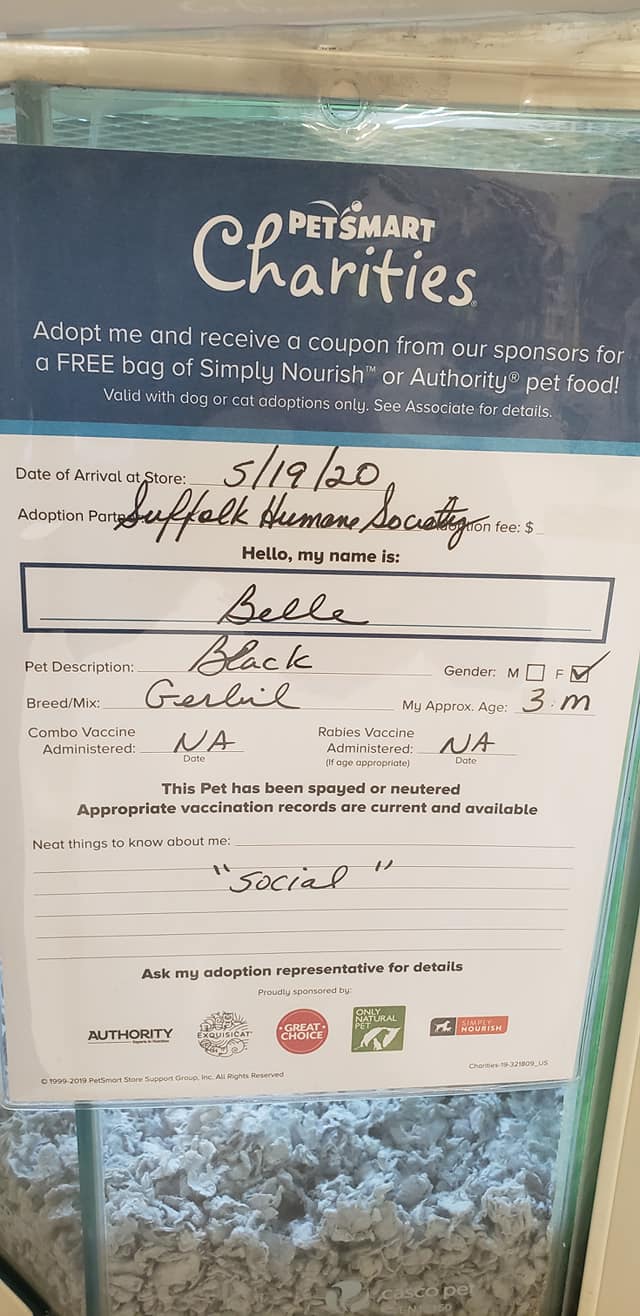 PETSMART
Charities
Adopt me and receive a coupon from our sponsors for
a FREE bag of Simply Nourish™ or Authority® pet food!
Valid with dog or cat adoptions only. See Associate for details.
Date of Arrival at Store: 5/19/20
Adoption Suffolk Humane Society fee: $
Hello, my name is:
Belle
Pet Description: Black Gender: M ☐ F ☑
Breed/Mix: Gerbil My Approx. Age: 3 m
Combo Vaccine Administered: NA Rabies Vaccine Administered: NA
Date (If age appropriate) Date
This Pet has been spayed or neutered
Appropriate vaccination records are current and available
Neat things to know about me:
"Social"
Ask my adoption representative for details
Proudly sponsored by:
AUTHORITY EXQUISICAT GREAT CHOICE ONLY NATURAL PET SIMPLY NOURISH
Charities-19-321809_US
© 1999-2019 PetSmart Store Support Group, Inc. All Rights Reserved
casco pet